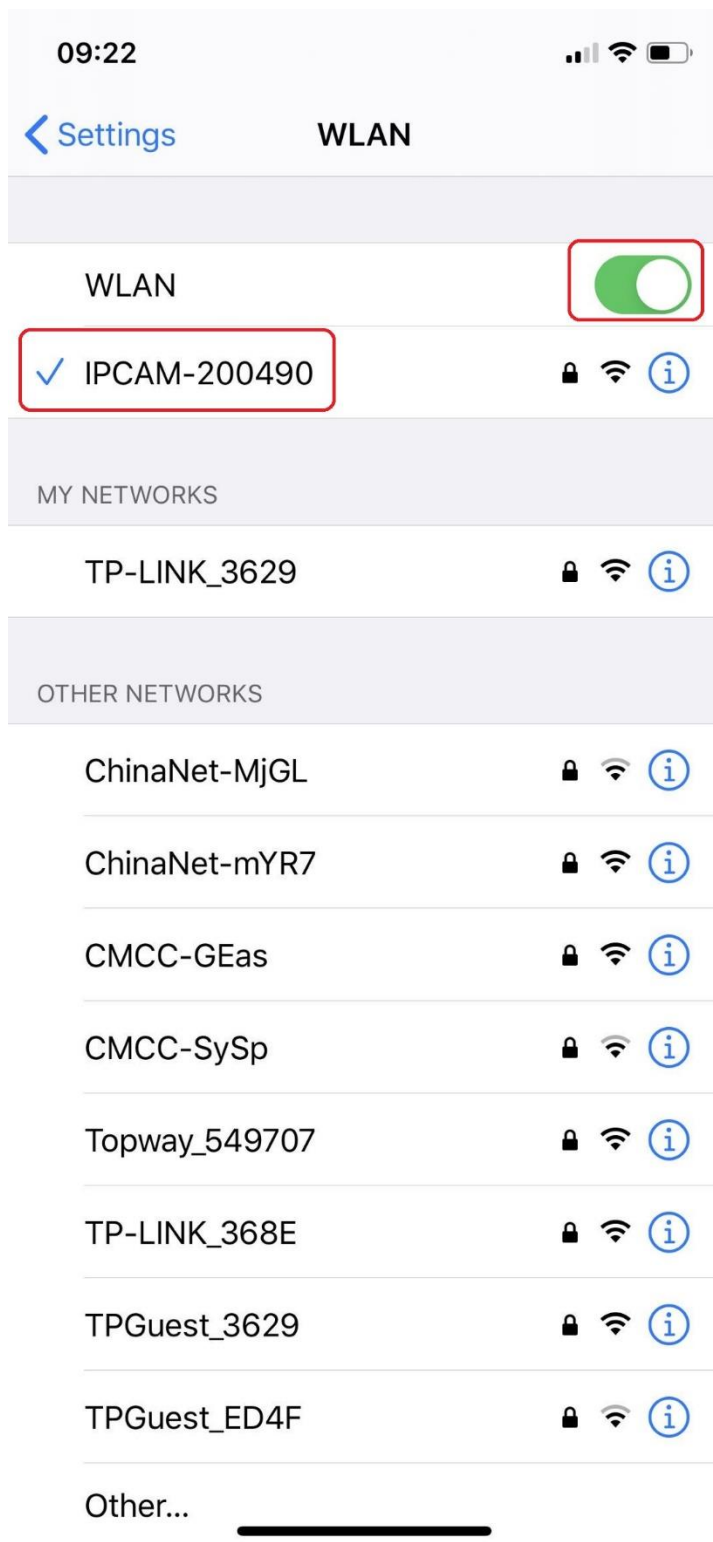 09:22
Settings WLAN
WLAN
IPCAM-200490
MY NETWORKS
TP-LINK_3629
OTHER NETWORKS
ChinaNet-MjGL
ChinaNet-mYR7
CMCC-GEas
CMCC-SySp
Topway_549707
TP-LINK_368E
TPGuest_3629
TPGuest_ED4F
Other...